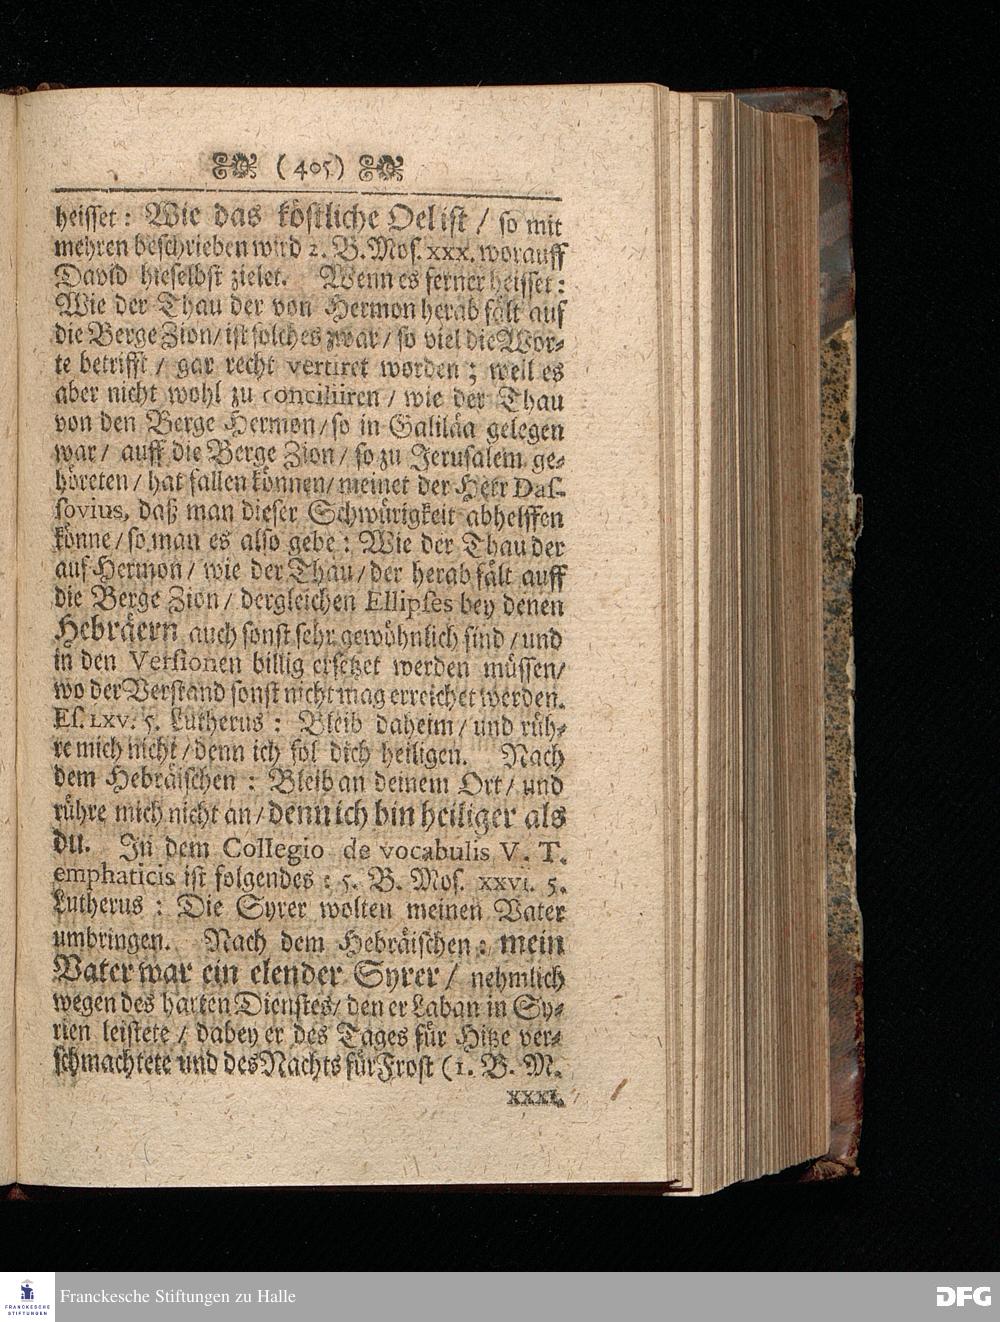 (405)
heisset: Wie das köstliche Oel ist / so mit
mehren beschrieben wird 2. B. Mos. XXX. worauff
David hieselbst zielet. Wenn es ferner heisset:
Wie der Thau der von Hermon herab fält auf
die Berge Zion / ist solches zwar / so viel die Wor-
te betrifft / gar recht vertiret worden; weil es
aber nicht wohl zu conciliiren / wie der Thau
von den Berge Hermon / so in Galiläa gelegen
war / auff die Berge Zion / so zu Jerusalem ge-
höreten / hat fallen können / meinet der Herr Das-
sovius, daß man dieser Schwürigkeit abhelffen
könne / so man es also gebe: Wie der Thau der
auf Hermon / wie der Thau / der herab fält auff
die Berge Zion / dergleichen Ellipses bey denen
Hebräern auch sonst sehr gewöhnlich sind / und
in den Versionen billig ersetzet werden müssen /
wo der Verstand sonst nicht mag erreichet werden.
Es. LXV. 5. Lutherus: Bleib daheim / und rüh-
re mich nicht / denn ich sol dich heiligen. Nach
dem Hebräischen: Bleib an deinem Ort / und
rühre mich nicht an / denn ich bin heiliger als
du. In dem Collegio de vocabulis V. T.
emphaticis ist folgendes: 5. B. Mos. XXVI. 5.
Lutherus: Die Syrer wolten meinen Vater
umbringen. Nach dem Hebräischen: mein
Vater war ein elender Syrer / nehmlich
wegen des harten Dienstes / den er Laban in Sy-
rien leistete / dabey er des Tages für Hitze ver-
schmachtete und des Nachts für Frost (1. B. M.
XXXI.
FRANCKESCHE
STIFTUNGEN
Franckesche Stiftungen zu Halle
DFG